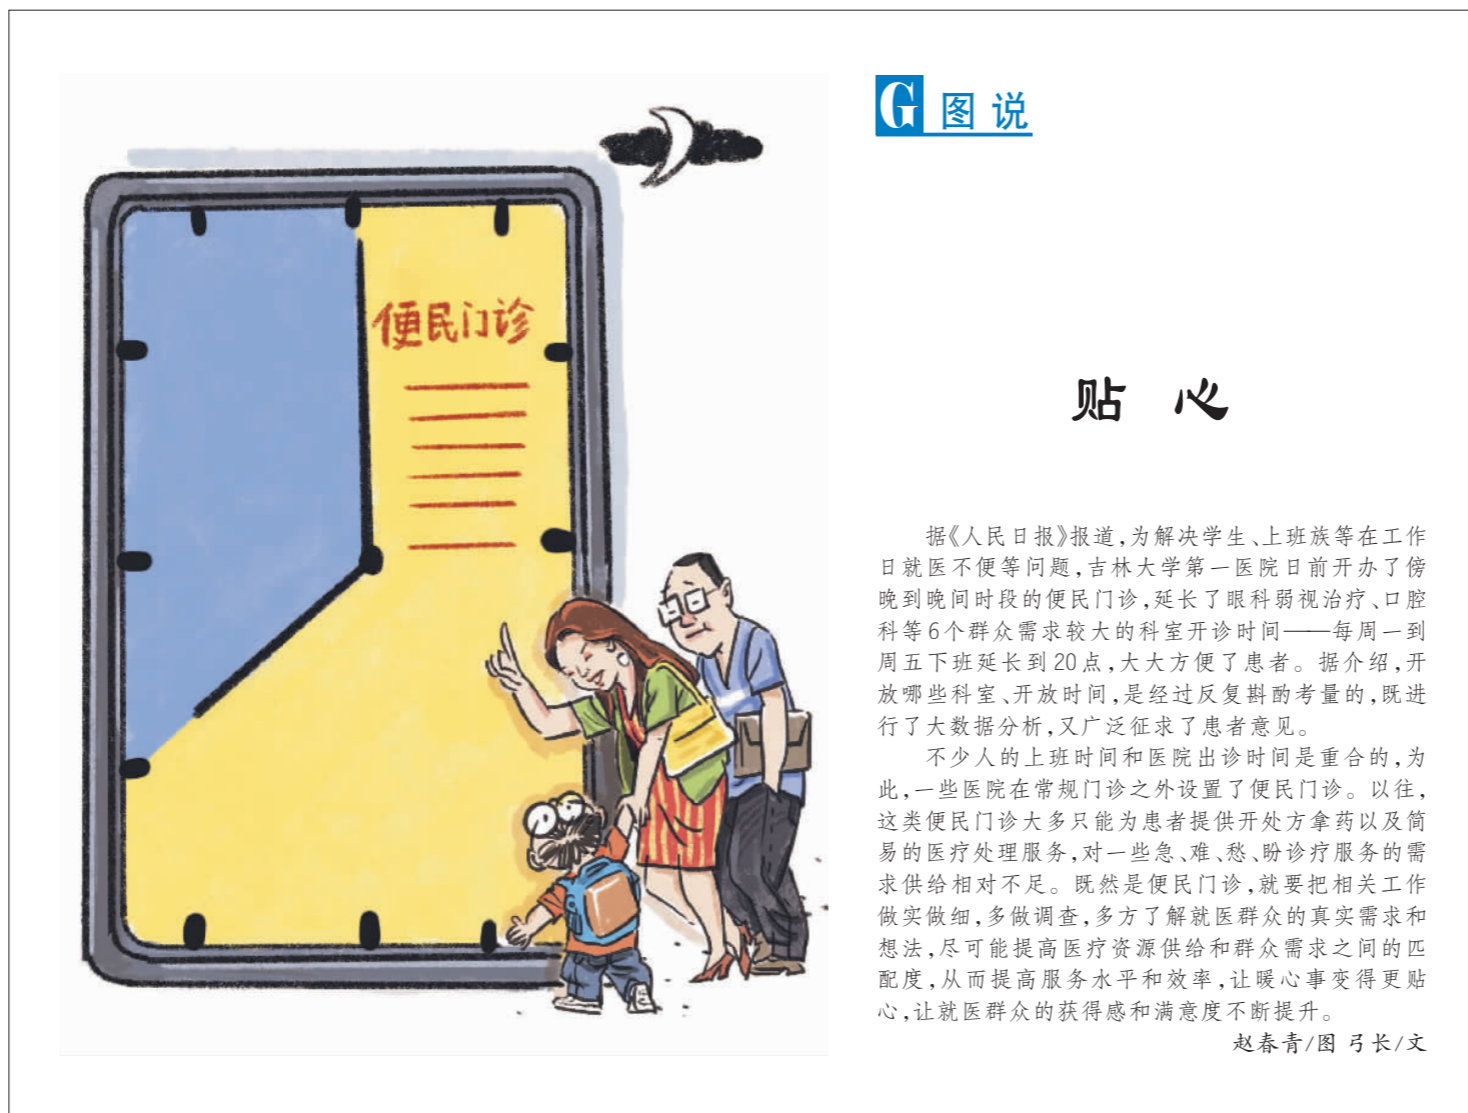 G 图说
便民门诊
贴心
据《人民日报》报道,为解决学生、上班族等在工作
日就医不便等问题,吉林大学第一医院日前开办了傍
晚到晚间时段的便民门诊,延长了眼科弱视治疗、口腔
科等6个群众需求较大的科室开诊时间——每周一到
周五下班延长到20点,大大方便了患者。据介绍,开
放哪些科室、开放时间,是经过反复斟酌考量的,既进
行了大数据分析,又广泛征求了患者意见。
不少人的上班时间和医院出诊时间是重合的,为
此,一些医院在常规门诊之外设置了便民门诊。以往,
这类便民门诊大多只能为患者提供开处方拿药以及简
易的医疗处理服务,对一些急、难、愁、盼诊疗服务的需
求供给相对不足。既然是便民门诊,就要把相关工作
做实做细,多做调查,多方了解就医群众的真实需求和
想法,尽可能提高医疗资源供给和群众需求之间的匹
配度,从而提高服务水平和效率,让暖心事变得更贴
心,让就医群众的获得感和满意度不断提升。
赵春青/图 弓长/文